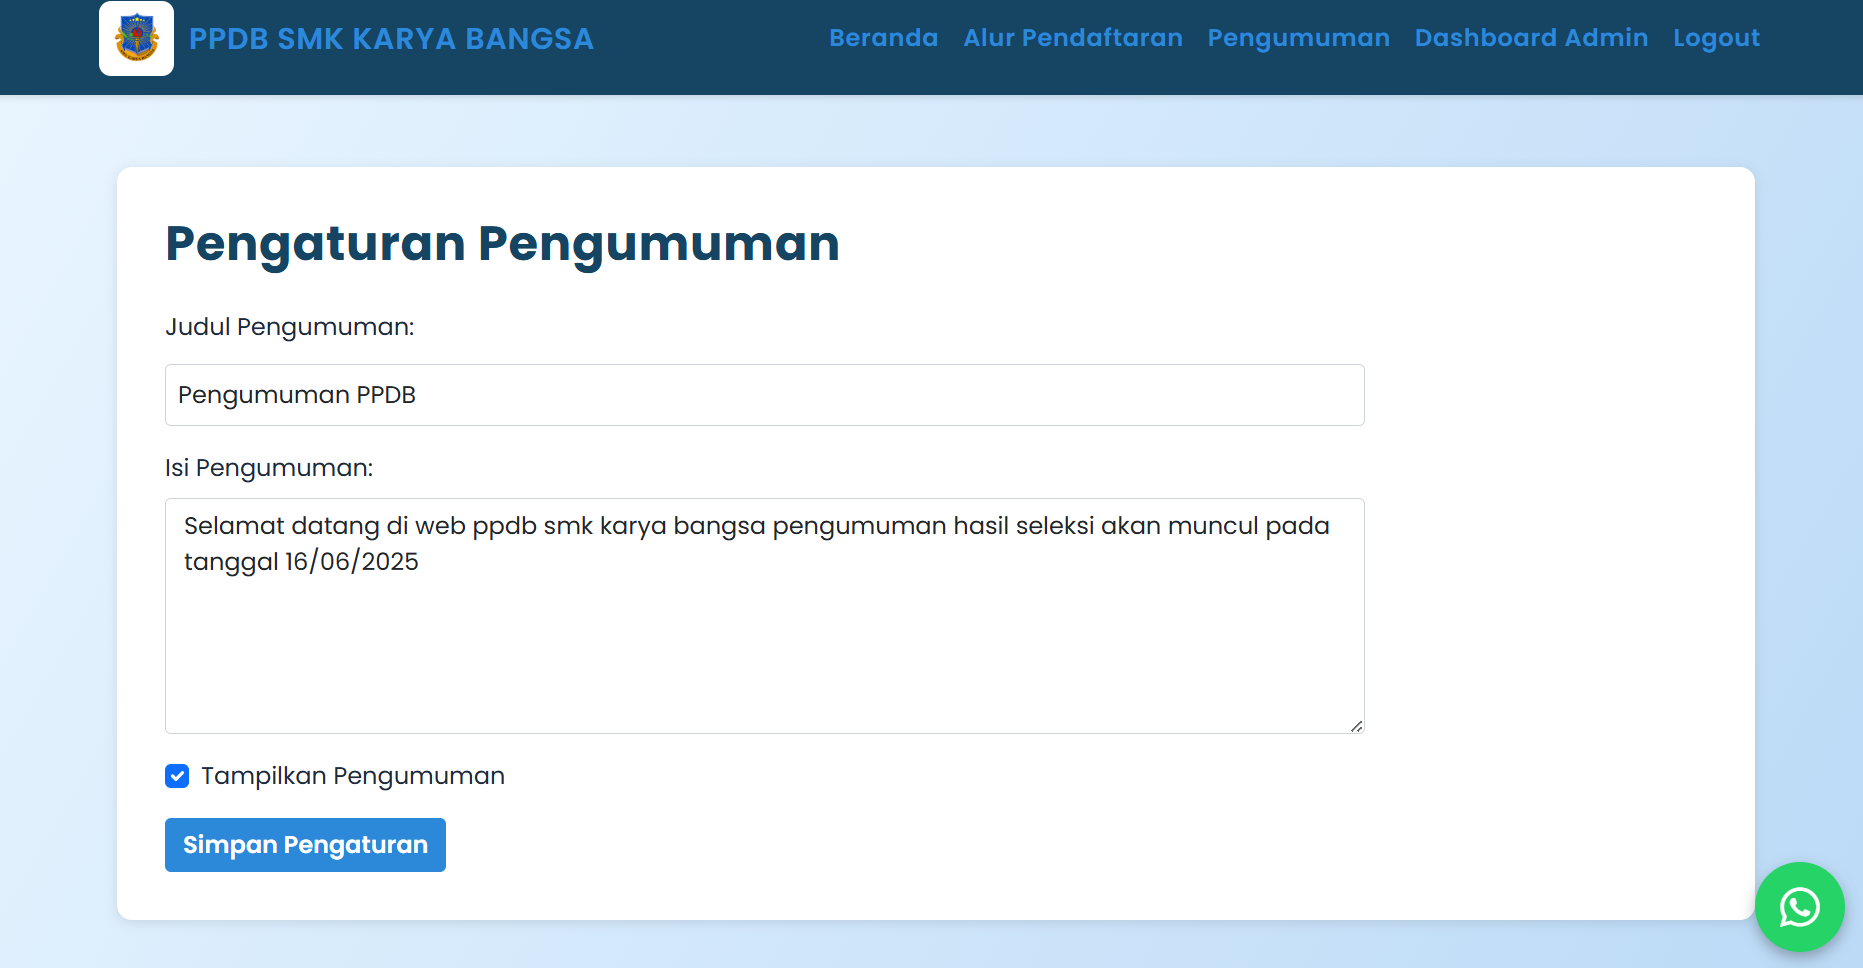 PPDB SMK KARYA BANGSA
Beranda Alur Pendaftaran Pengumuman Dashboard Admin Logout
Pengaturan Pengumuman
Judul Pengumuman:
Pengumuman PPDB
Isi Pengumuman:
Selamat datang di web ppdb smk karya bangsa pengumuman hasil seleksi akan muncul pada
tanggal 16/06/2025
Tampilkan Pengumuman
Simpan Pengaturan